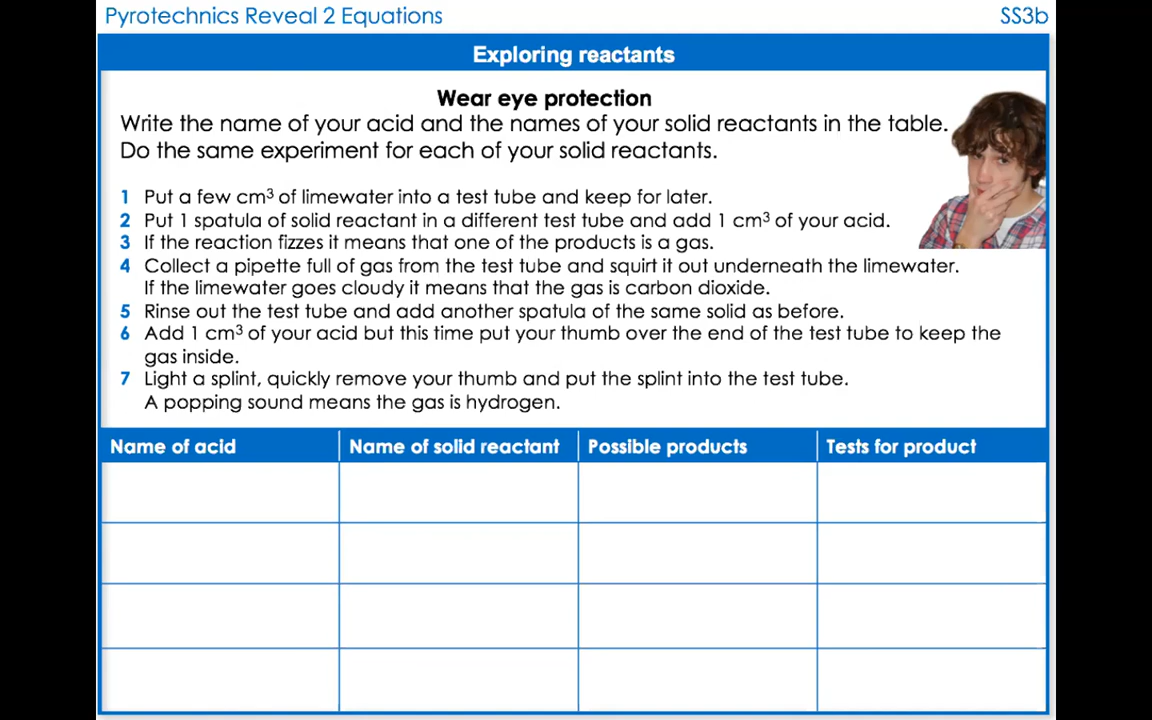 Pyrotechnics Reveal 2 Equations
SS3b
Exploring reactants
Wear eye protection
Write the name of your acid and the names of your solid reactants in the table.
Do the same experiment for each of your solid reactants.
1 Put a few cm³ of limewater into a test tube and keep for later.
2 Put 1 spatula of solid reactant in a different test tube and add 1 cm³ of your acid.
3 If the reaction fizzes it means that one of the products is a gas.
4 Collect a pipette full of gas from the test tube and squirt it out underneath the limewater.
If the limewater goes cloudy it means that the gas is carbon dioxide.
5 Rinse out the test tube and add another spatula of the same solid as before.
6 Add 1 cm³ of your acid but this time put your thumb over the end of the test tube to keep the
gas inside.
7 Light a splint, quickly remove your thumb and put the splint into the test tube.
A popping sound means the gas is hydrogen.
Name of acid
Name of solid reactant
Possible products
Tests for product